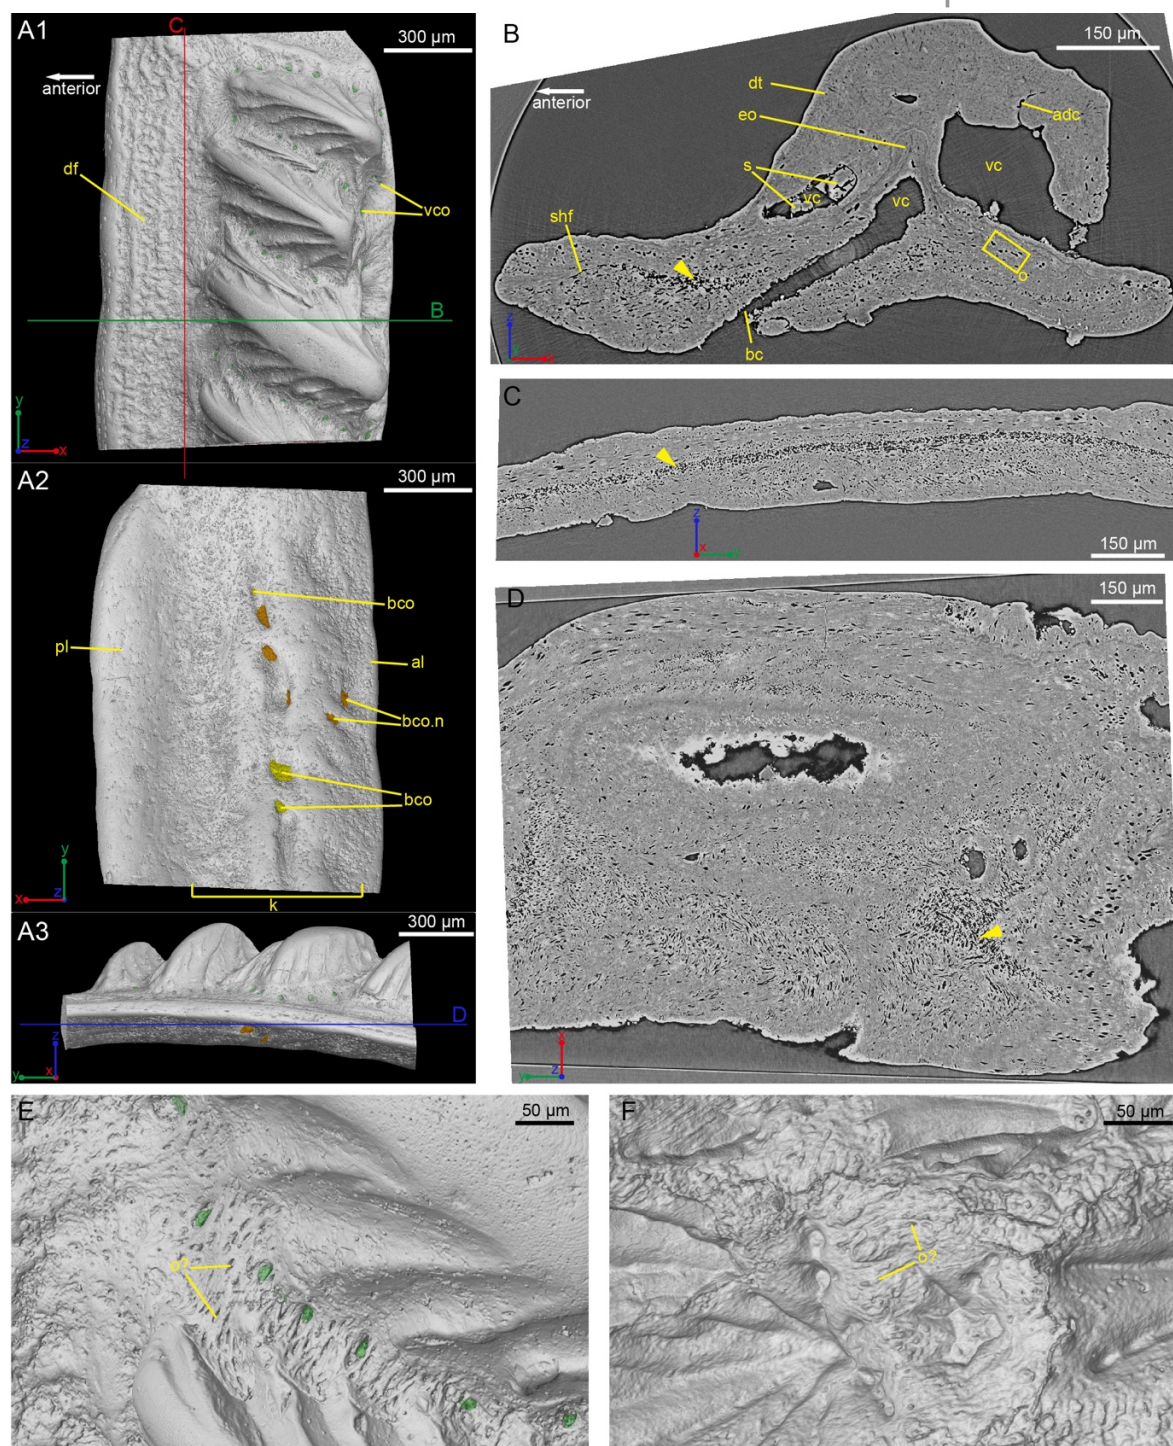 A1
C
300 µm
anterior
df
vco
B
y
z
x
A2
300 µm
bco
pl
al
bco.n
bco
y
x
z
k
A3
300 µm
D
z
y
x
B
150 µm
anterior
dt
eo
adc
vc
s
vc
vc
shf
o
z
y
x
bc
C
z
x
y
150 µm
D
150 µm
x
y
z
E
50 µm
o?
F
50 µm
o?